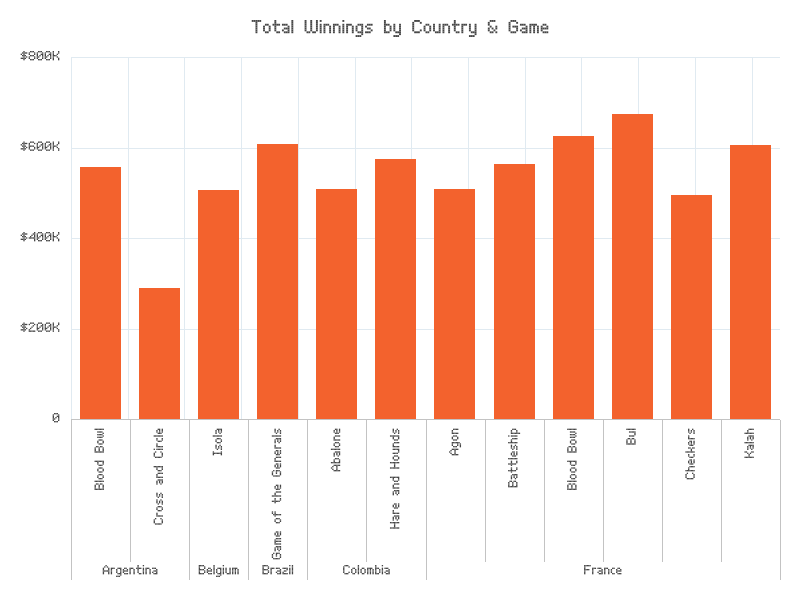 Total Winnings by Country & Game
$800K
$600K
$400K
$200K
0
Blood Bowl
Cross and Circle
Isola
Game of the Generals
Abalone
Hare and Hounds
Agon
Battleship
Blood Bowl
Bul
Checkers
Kalah
Argentina
Belgium
Brazil
Colombia
France